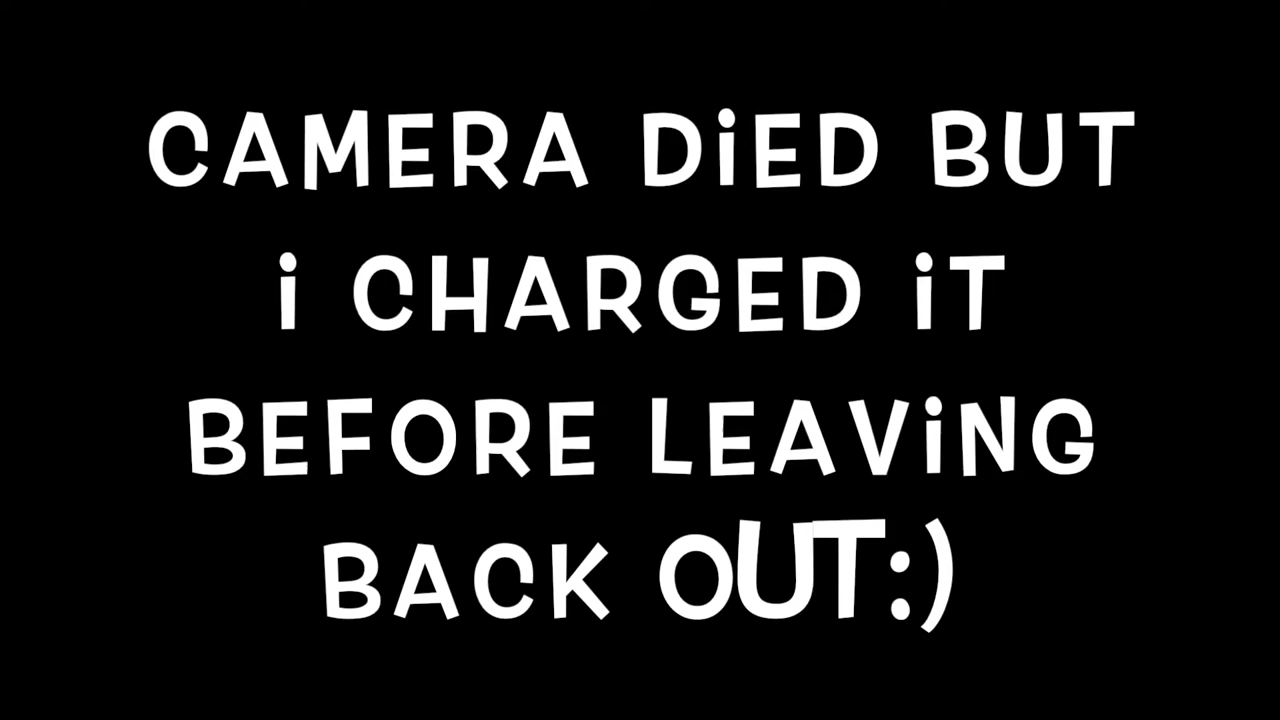 CAMERA DiED BUT
i CHARGED iT
BEFORE LEAViNG
BACK OUT:)